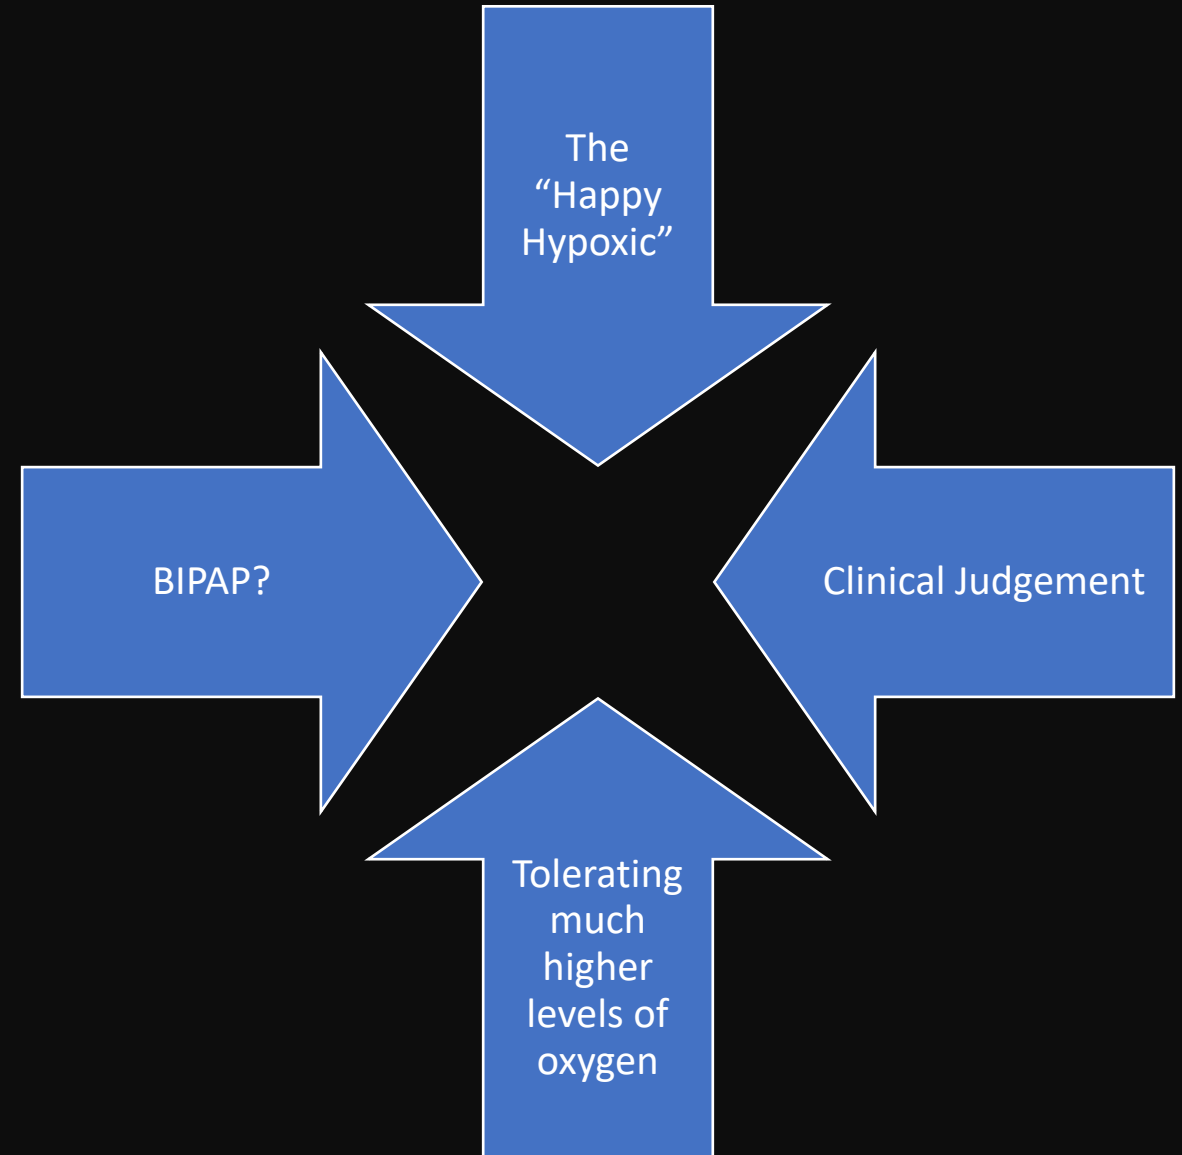 The
“Happy
Hypoxic”
BIPAP?
Clinical Judgement
Tolerating
much
higher
levels of
oxygen